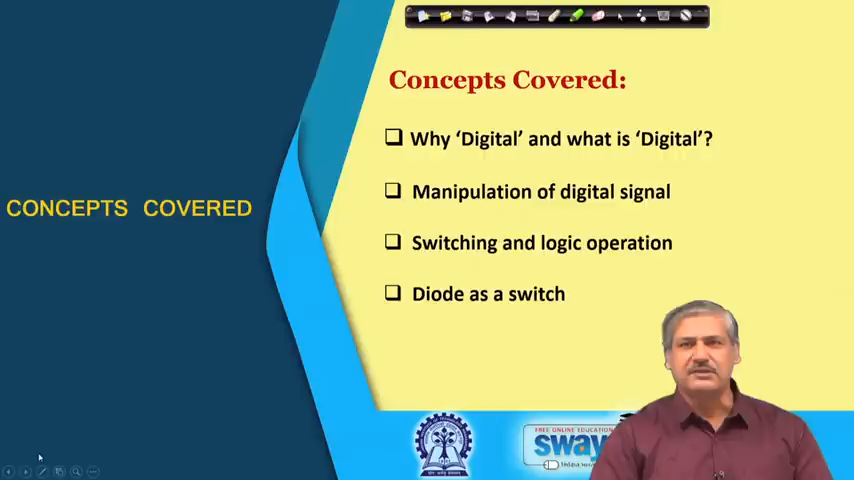 Concepts Covered:
❑ Why ‘Digital’ and what is ‘Digital’?
❑ Manipulation of digital signal
CONCEPTS COVERED
❑ Switching and logic operation
❑ Diode as a switch
FREE ONLINE EDUCATION
sway